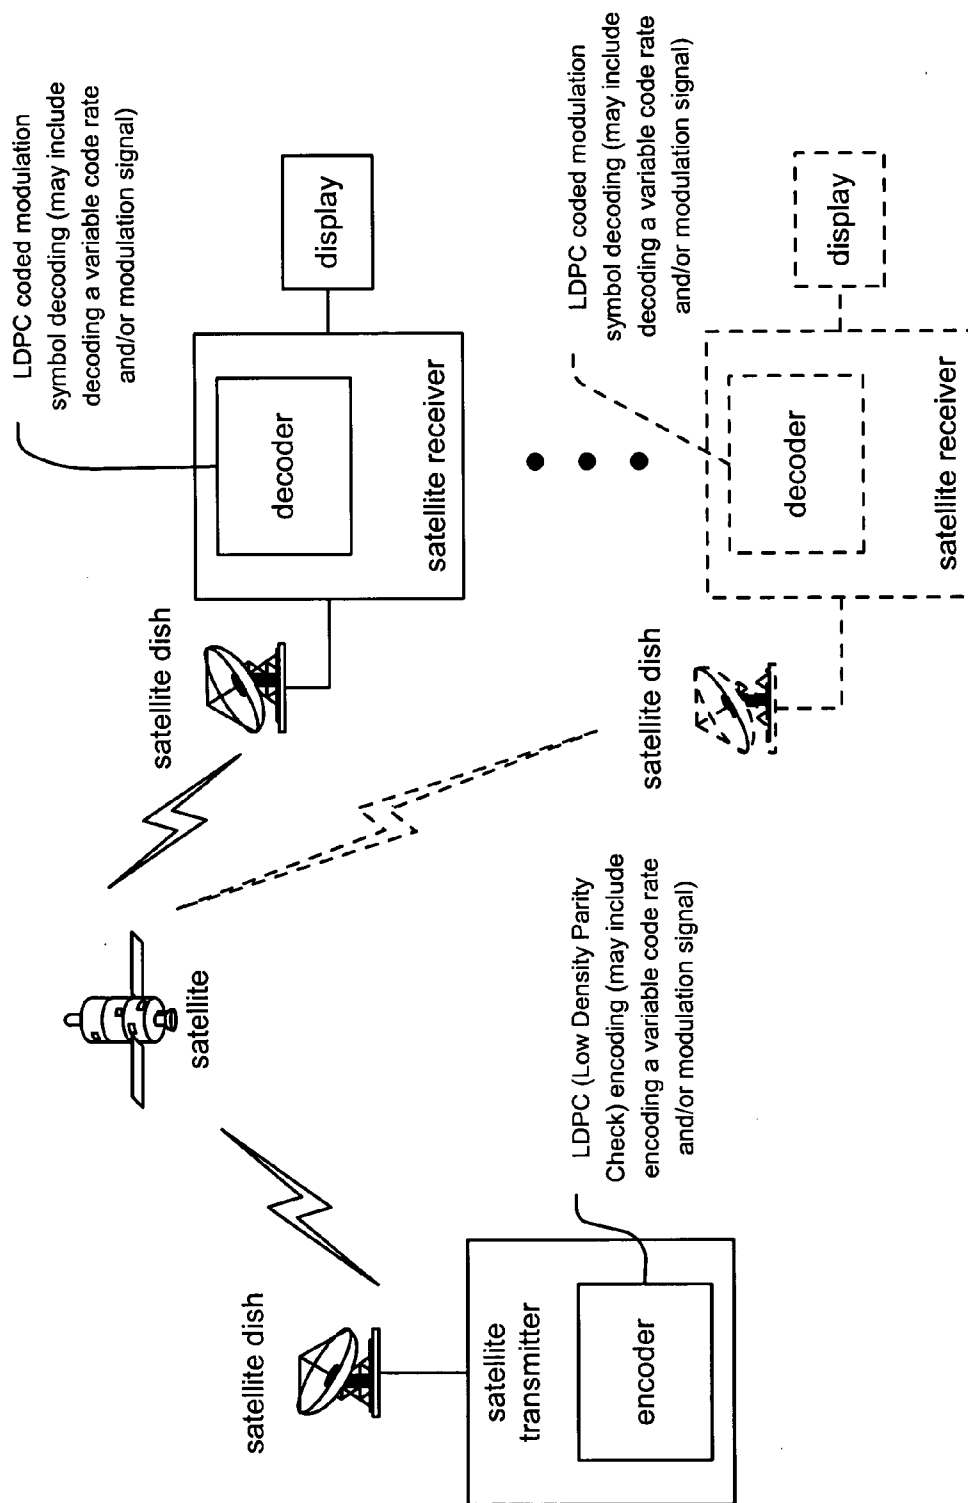 satellite dish
satellite
transmitter
encoder
LDPC (Low Density Parity
Check) encoding (may include
encoding a variable code rate
and/or modulation signal)
satellite
satellite dish
LDPC coded modulation
symbol decoding (may include
decoding a variable code rate
and/or modulation signal)
decoder
satellite receiver
display
satellite dish
LDPC coded modulation
symbol decoding (may include
decoding a variable code rate
and/or modulation signal)
decoder
satellite receiver
display